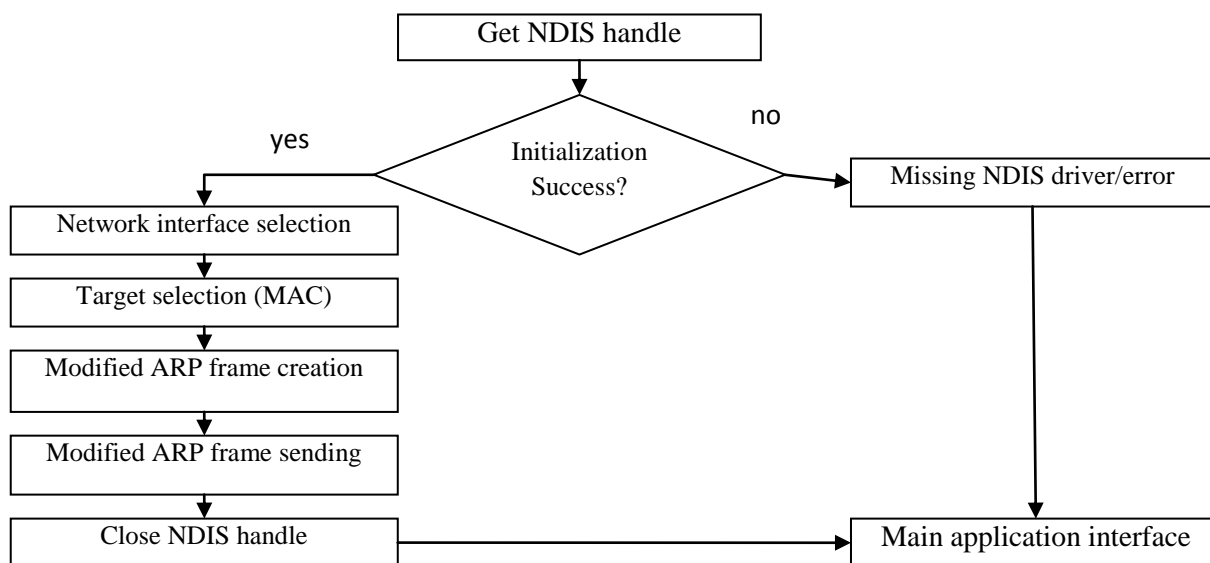 Get NDIS handle
yes
no
Initialization
Success?
Missing NDIS driver/error
Network interface selection
Target selection (MAC)
Modified ARP frame creation
Modified ARP frame sending
Close NDIS handle
Main application interface